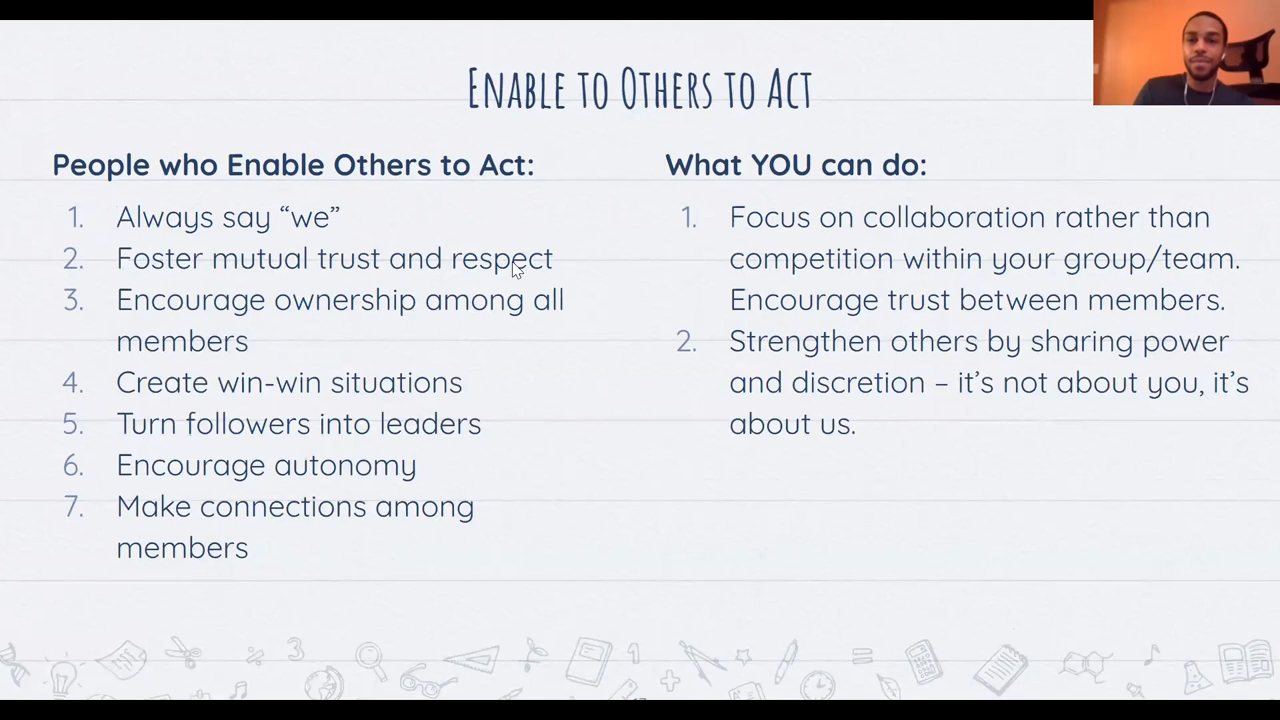 Enable to Others to Act
People who Enable Others to Act:
1. Always say “we”
2. Foster mutual trust and respect
3. Encourage ownership among all
members
4. Create win-win situations
5. Turn followers into leaders
6. Encourage autonomy
7. Make connections among
members
What YOU can do:
1. Focus on collaboration rather than
competition within your group/team.
Encourage trust between members.
2. Strengthen others by sharing power
and discretion – it’s not about you, it’s
about us.